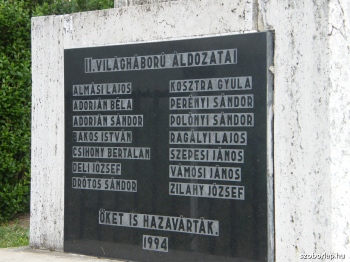 II. VILÁGHÁBORÚ ÁLDOZATAI
ALMÁSI LAJOS
ADORJÁN BÉLA
ADORJÁN SÁNDOR
BAKOS ISTVÁN
CSIHONY BERTALAN
DELI JÓZSEF
DRÓTOS SÁNDOR
KOSZTRA GYULA
PERÉNYI SÁNDOR
POLÓNYI SÁNDOR
RAGÁLYI LAJOS
SZEPESI JÁNOS
VÁMOSI JÁNOS
ZILAHY JÓZSEF
ŐKET IS HAZAVÁRTÁK.
1994
szoborlap.hu